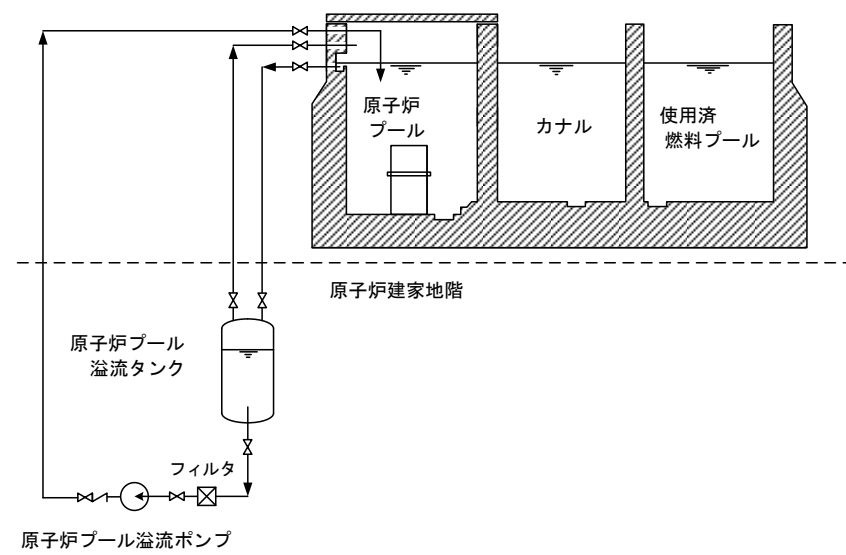 原子炉
プール
カナル
使用済
燃料プール
原子炉建家地階
原子炉プール
溢流タンク
フィルタ
原子炉プール溢流ポンプ